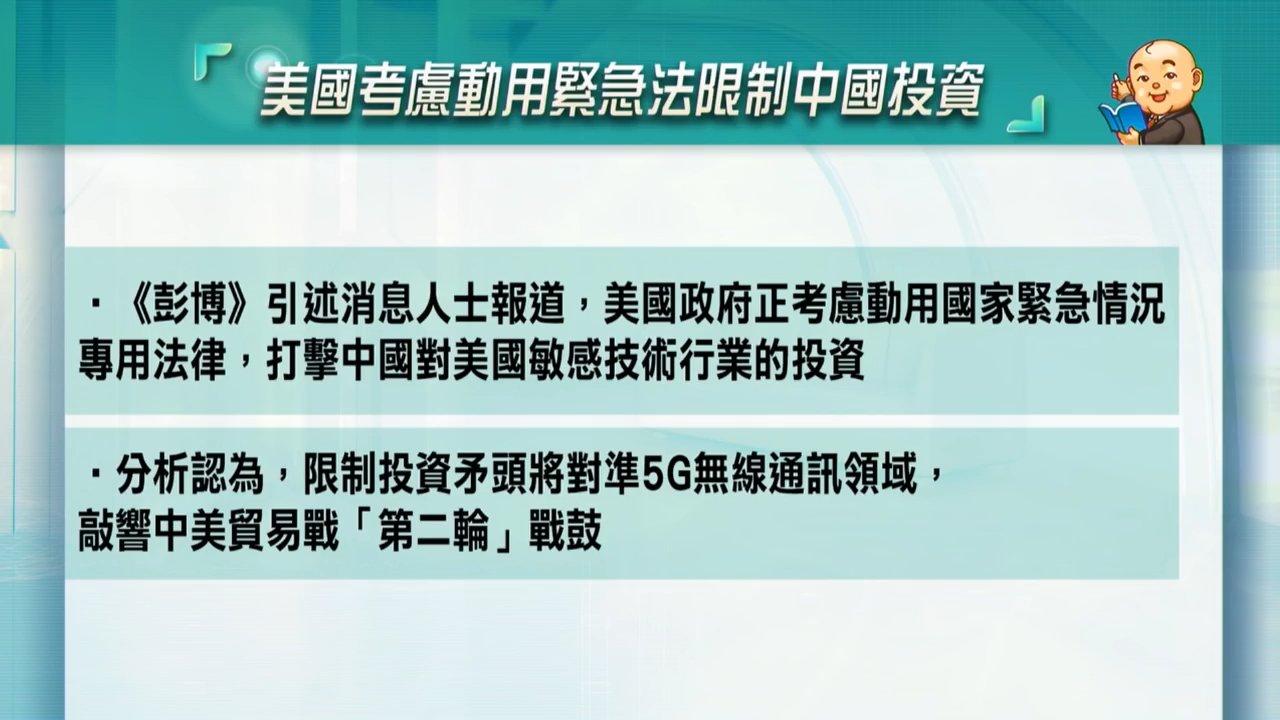 「美國考慮動用緊急法限制中國投資」
·《彭博》引述消息人士報道，美國政府正考慮動用國家緊急情況
專用法律，打擊中國對美國敏感技術行業的投資
·分析認為，限制投資矛頭將對準5G無線通訊領域，
敲響中美貿易戰「第二輪」戰鼓